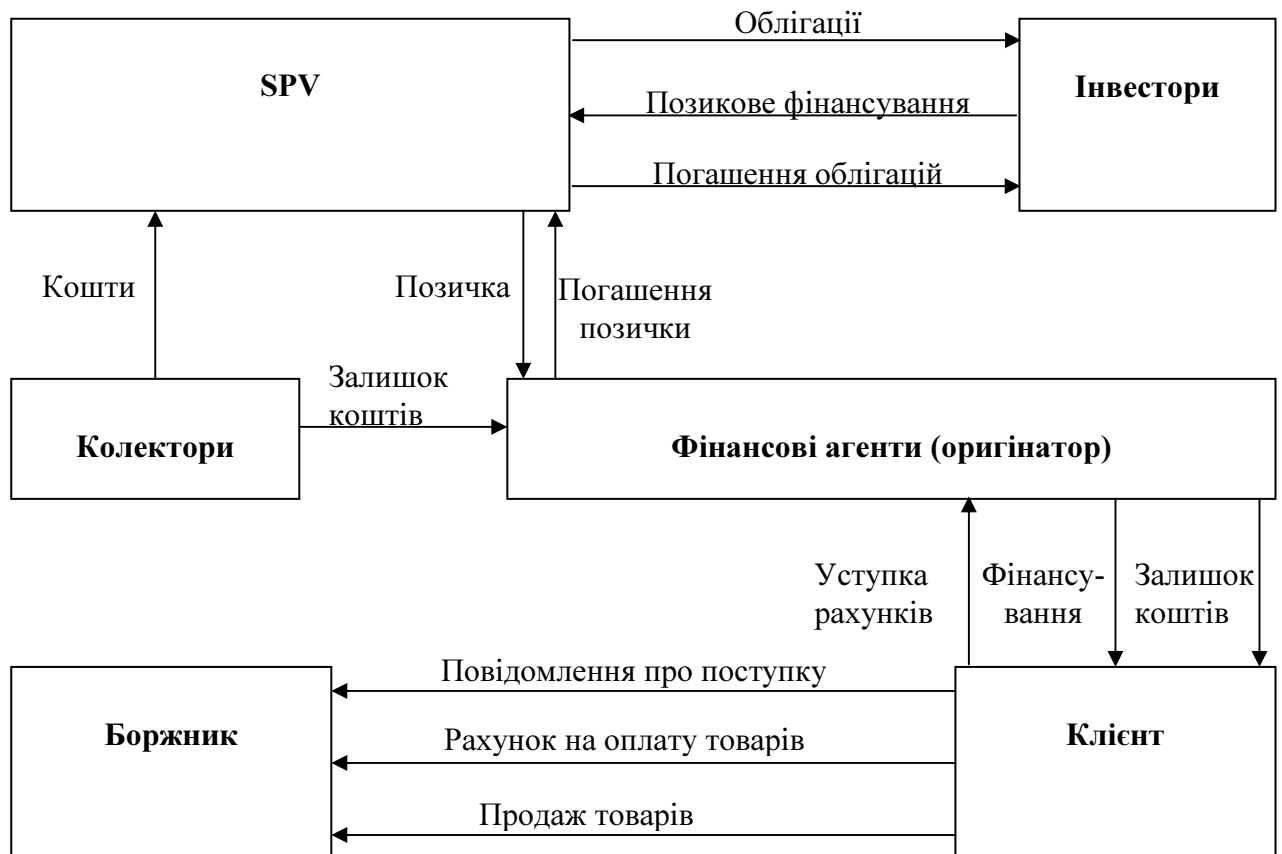 Облігації
SPV
Інвестори
Позикове фінансування
Погашення облігацій
Кошти
Позичка
Погашення
позички
Залишок
коштів
Колектори
Фінансові агенти (оригінатор)
Уступка
рахунків
Фінансу-
вання
Залишок
коштів
Повідомлення про поступку
Боржник
Рахунок на оплату товарів
Клієнт
Продаж товарів